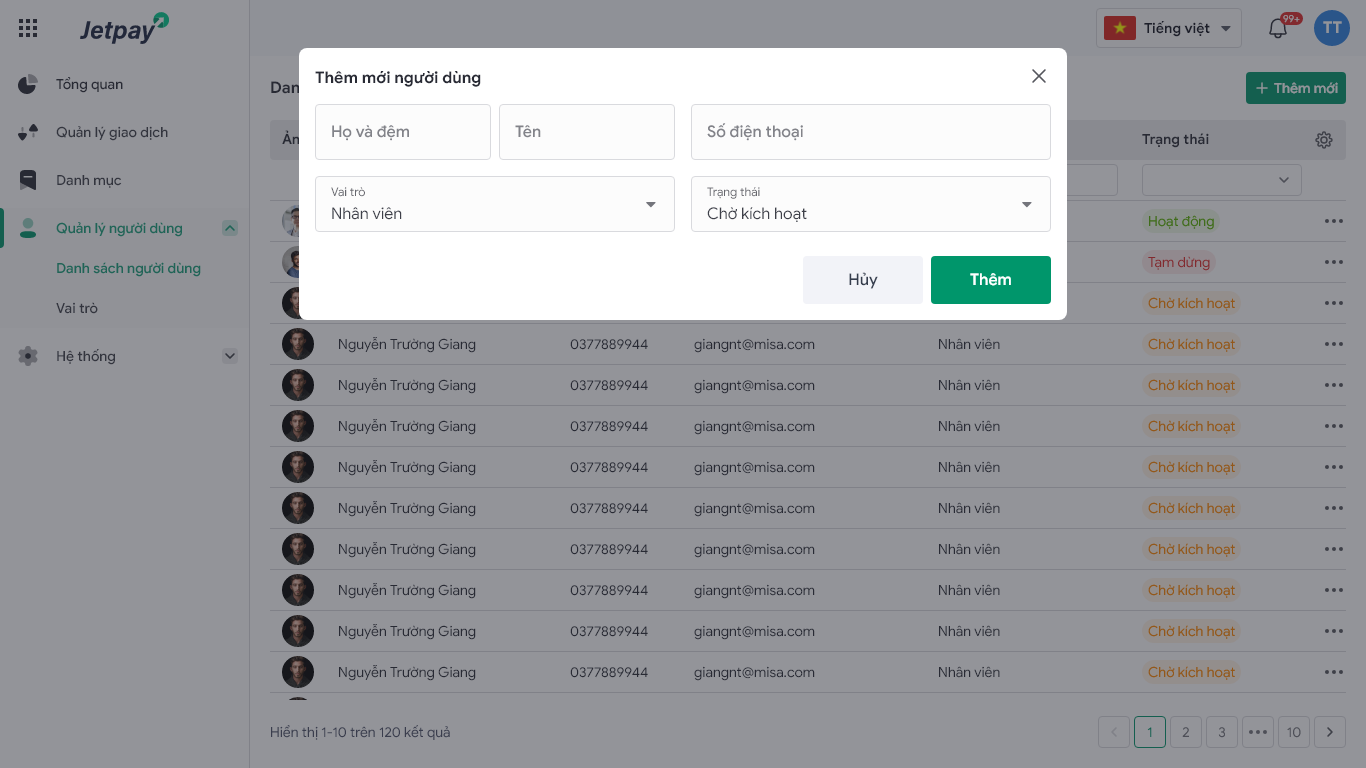 Jetpay
Tiếng việt
99+
TT
Tổng quan
Quản lý giao dịch
Danh mục
Quản lý người dùng
Danh sách người dùng
Vai trò
Hệ thống
Thêm mới
Trạng thái
Thêm mới người dùng
Họ và đệm
Tên
Số điện thoại
Vai trò
Nhân viên
Trạng thái
Chờ kích hoạt
Hủy
Thêm
Hoạt động
Tạm dừng
Chờ kích hoạt
Nguyễn Trường Giang 0377889944 giangnt@misa.com Nhân viên Chờ kích hoạt
Nguyễn Trường Giang 0377889944 giangnt@misa.com Nhân viên Chờ kích hoạt
Nguyễn Trường Giang 0377889944 giangnt@misa.com Nhân viên Chờ kích hoạt
Nguyễn Trường Giang 0377889944 giangnt@misa.com Nhân viên Chờ kích hoạt
Nguyễn Trường Giang 0377889944 giangnt@misa.com Nhân viên Chờ kích hoạt
Nguyễn Trường Giang 0377889944 giangnt@misa.com Nhân viên Chờ kích hoạt
Nguyễn Trường Giang 0377889944 giangnt@misa.com Nhân viên Chờ kích hoạt
Nguyễn Trường Giang 0377889944 giangnt@misa.com Nhân viên Chờ kích hoạt
Nguyễn Trường Giang 0377889944 giangnt@misa.com Nhân viên Chờ kích hoạt
Hiển thị 1-10 trên 120 kết quả
1 2 3 ••• 10